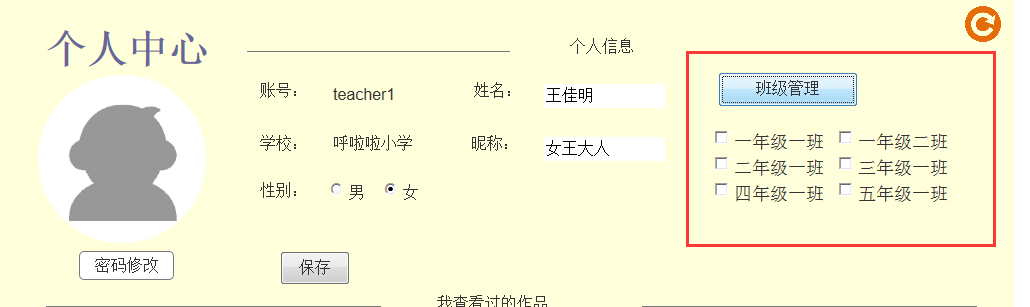 个人中心
个人信息
账号： teacher1 姓名： 王佳明
学校： 呼啦啦小学 昵称： 女王大人
性别： 男 女
密码修改
保存
班级管理
一年级一班 一年级二班
二年级一班 三年级一班
四年级一班 五年级一班
我查看过的作品